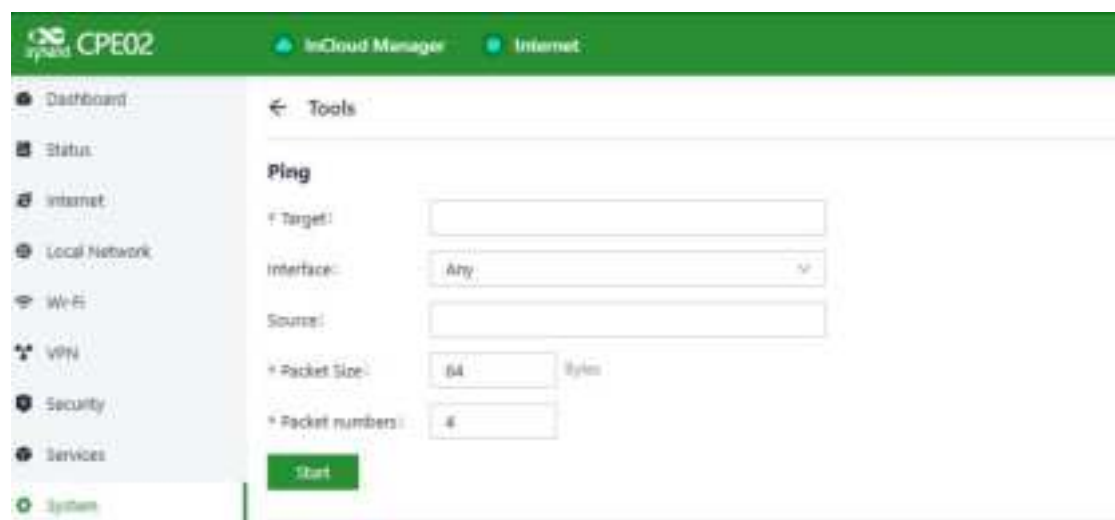 CPE02
InCloud Manager
Internet
Dashboard
Status
Internet
Local Network
Wi-Fi
VPN
Security
Services
System
← Tools
Ping
* Target:
Interface: Any
Source:
* Packet Size: 64 Bytes
* Packet numbers: 4
Start